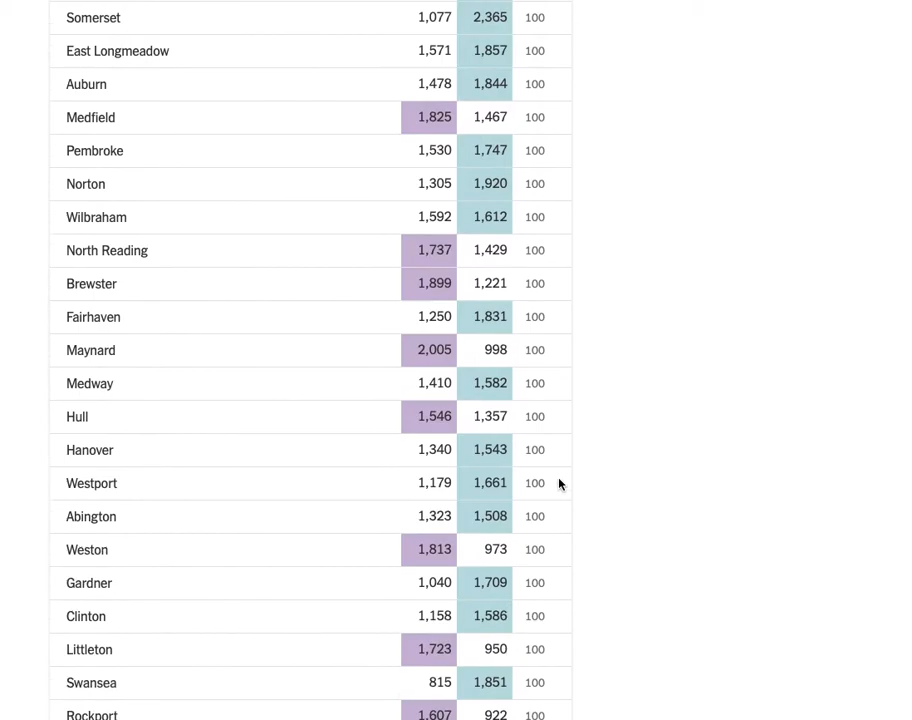 Somerset 1,077 2,365 100
East Longmeadow 1,571 1,857 100
Auburn 1,478 1,844 100
Medfield 1,825 1,467 100
Pembroke 1,530 1,747 100
Norton 1,305 1,920 100
Wilbraham 1,592 1,612 100
North Reading 1,737 1,429 100
Brewster 1,899 1,221 100
Fairhaven 1,250 1,831 100
Maynard 2,005 998 100
Medway 1,410 1,582 100
Hull 1,546 1,357 100
Hanover 1,340 1,543 100
Westport 1,179 1,661 100
Abington 1,323 1,508 100
Weston 1,813 973 100
Gardner 1,040 1,709 100
Clinton 1,158 1,586 100
Littleton 1,723 950 100
Swansea 815 1,851 100
Rockport 1,607 922 100